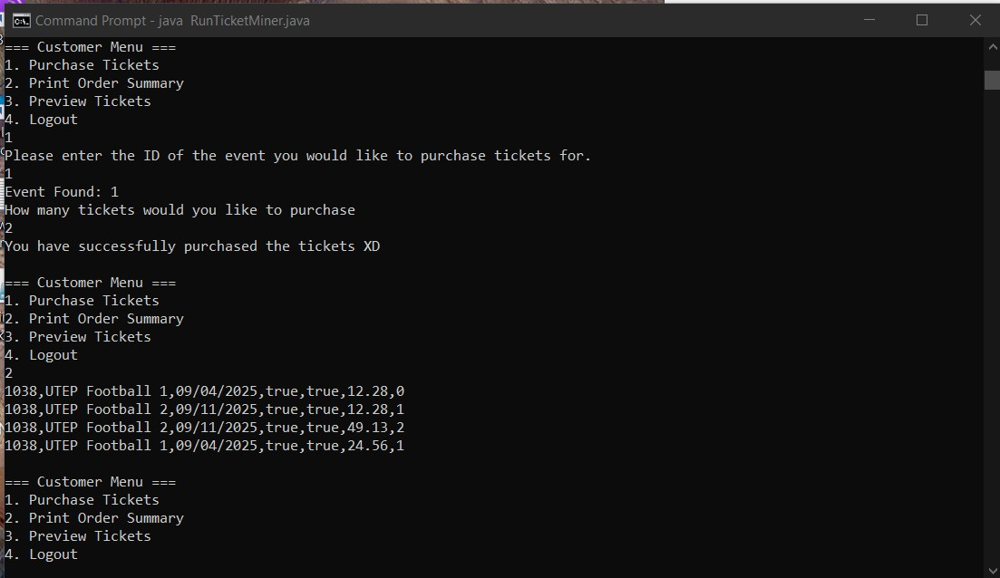 Command Prompt - java  RunTicketMiner.java
=== Customer Menu ===
1. Purchase Tickets
2. Print Order Summary
3. Preview Tickets
4. Logout
1
Please enter the ID of the event you would like to purchase tickets for.
1
Event Found: 1
How many tickets would you like to purchase
2
You have successfully purchased the tickets XD
=== Customer Menu ===
1. Purchase Tickets
2. Print Order Summary
3. Preview Tickets
4. Logout
2
1038,UTEP Football 1,09/04/2025,true,true,12.28,0
1038,UTEP Football 2,09/11/2025,true,true,12.28,1
1038,UTEP Football 2,09/11/2025,true,true,49.13,2
1038,UTEP Football 1,09/04/2025,true,true,24.56,1
=== Customer Menu ===
1. Purchase Tickets
2. Print Order Summary
3. Preview Tickets
4. Logout